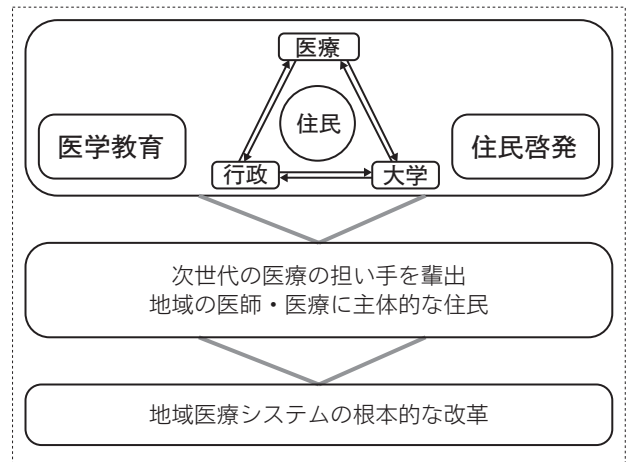 医療
住民
医学教育
住民啓発
行政
大学
次世代の医療の担い手を輩出
地域の医師・医療に主体的な住民
地域医療システムの根本的な改革